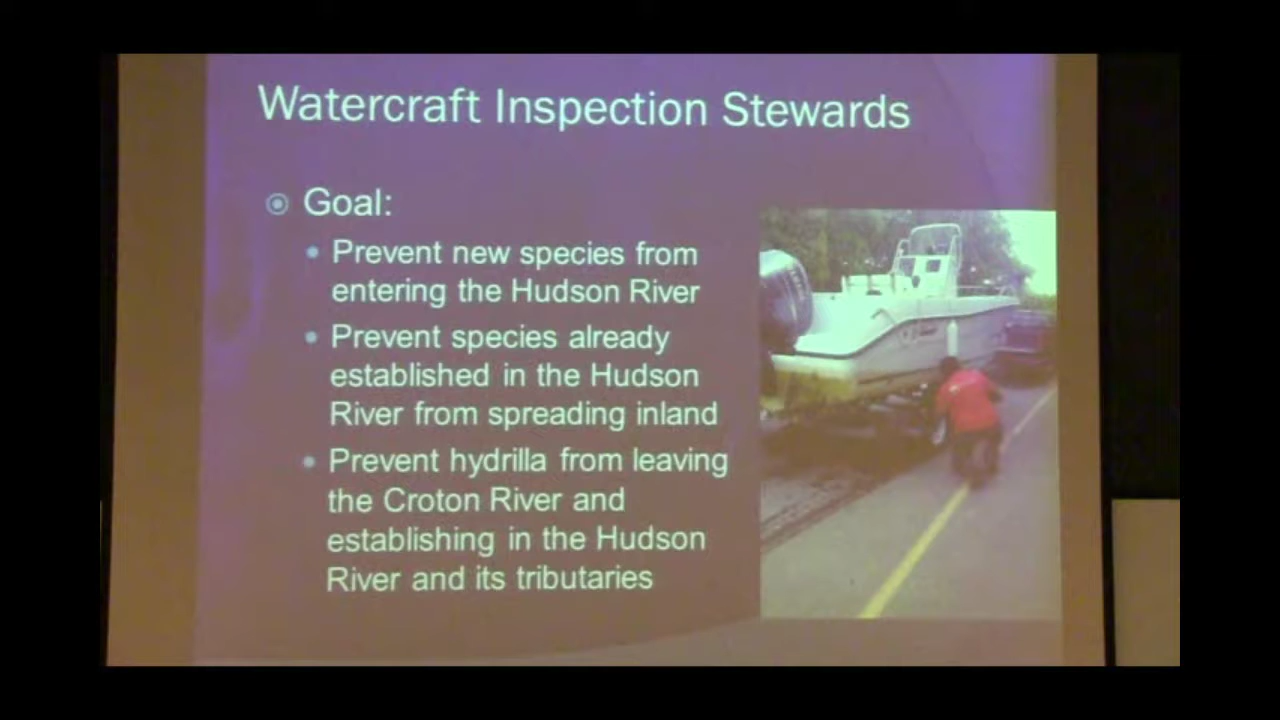 Watercraft Inspection Stewards
Goal:
Prevent new species from
entering the Hudson River
Prevent species already
established in the Hudson
River from spreading inland
Prevent hydrilla from leaving
the Croton River and
establishing in the Hudson
River and its tributaries